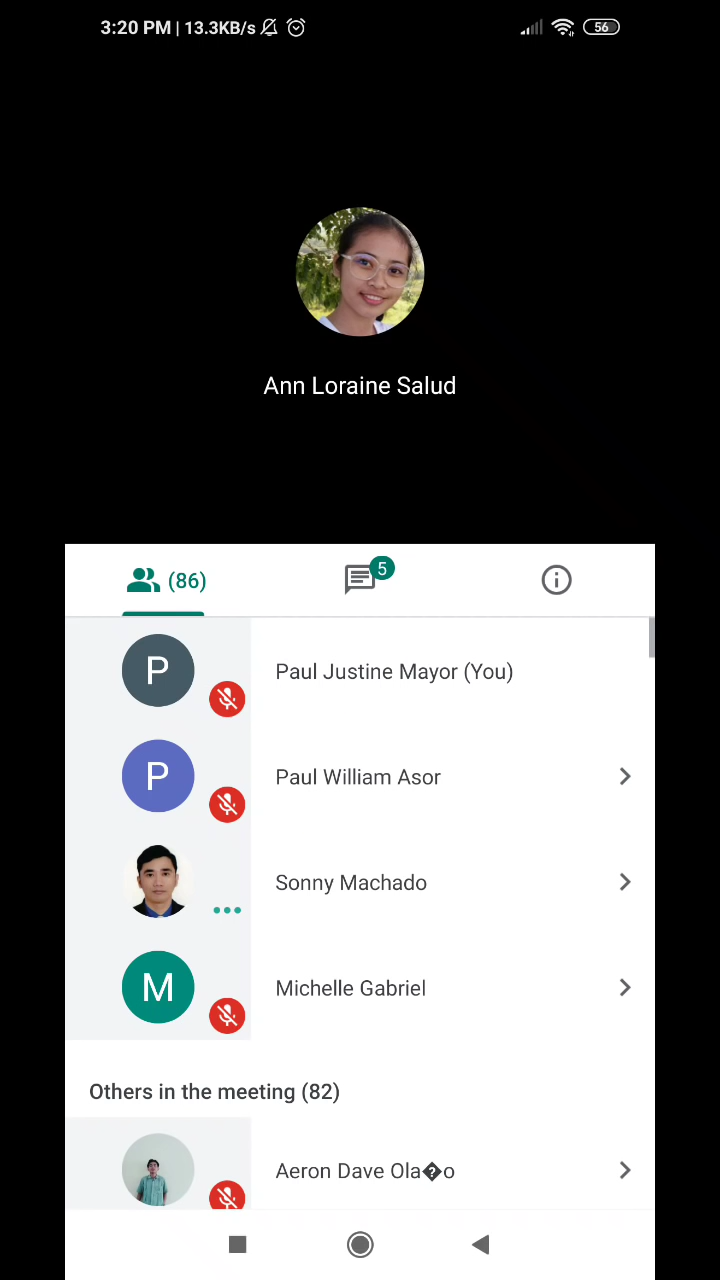 3:20 PM | 13.3KB/s 56
Ann Loraine Salud
(86) 5
P Paul Justine Mayor (You)
P Paul William Asor
Sonny Machado
M Michelle Gabriel
Others in the meeting (82)
Aeron Dave Ola�o